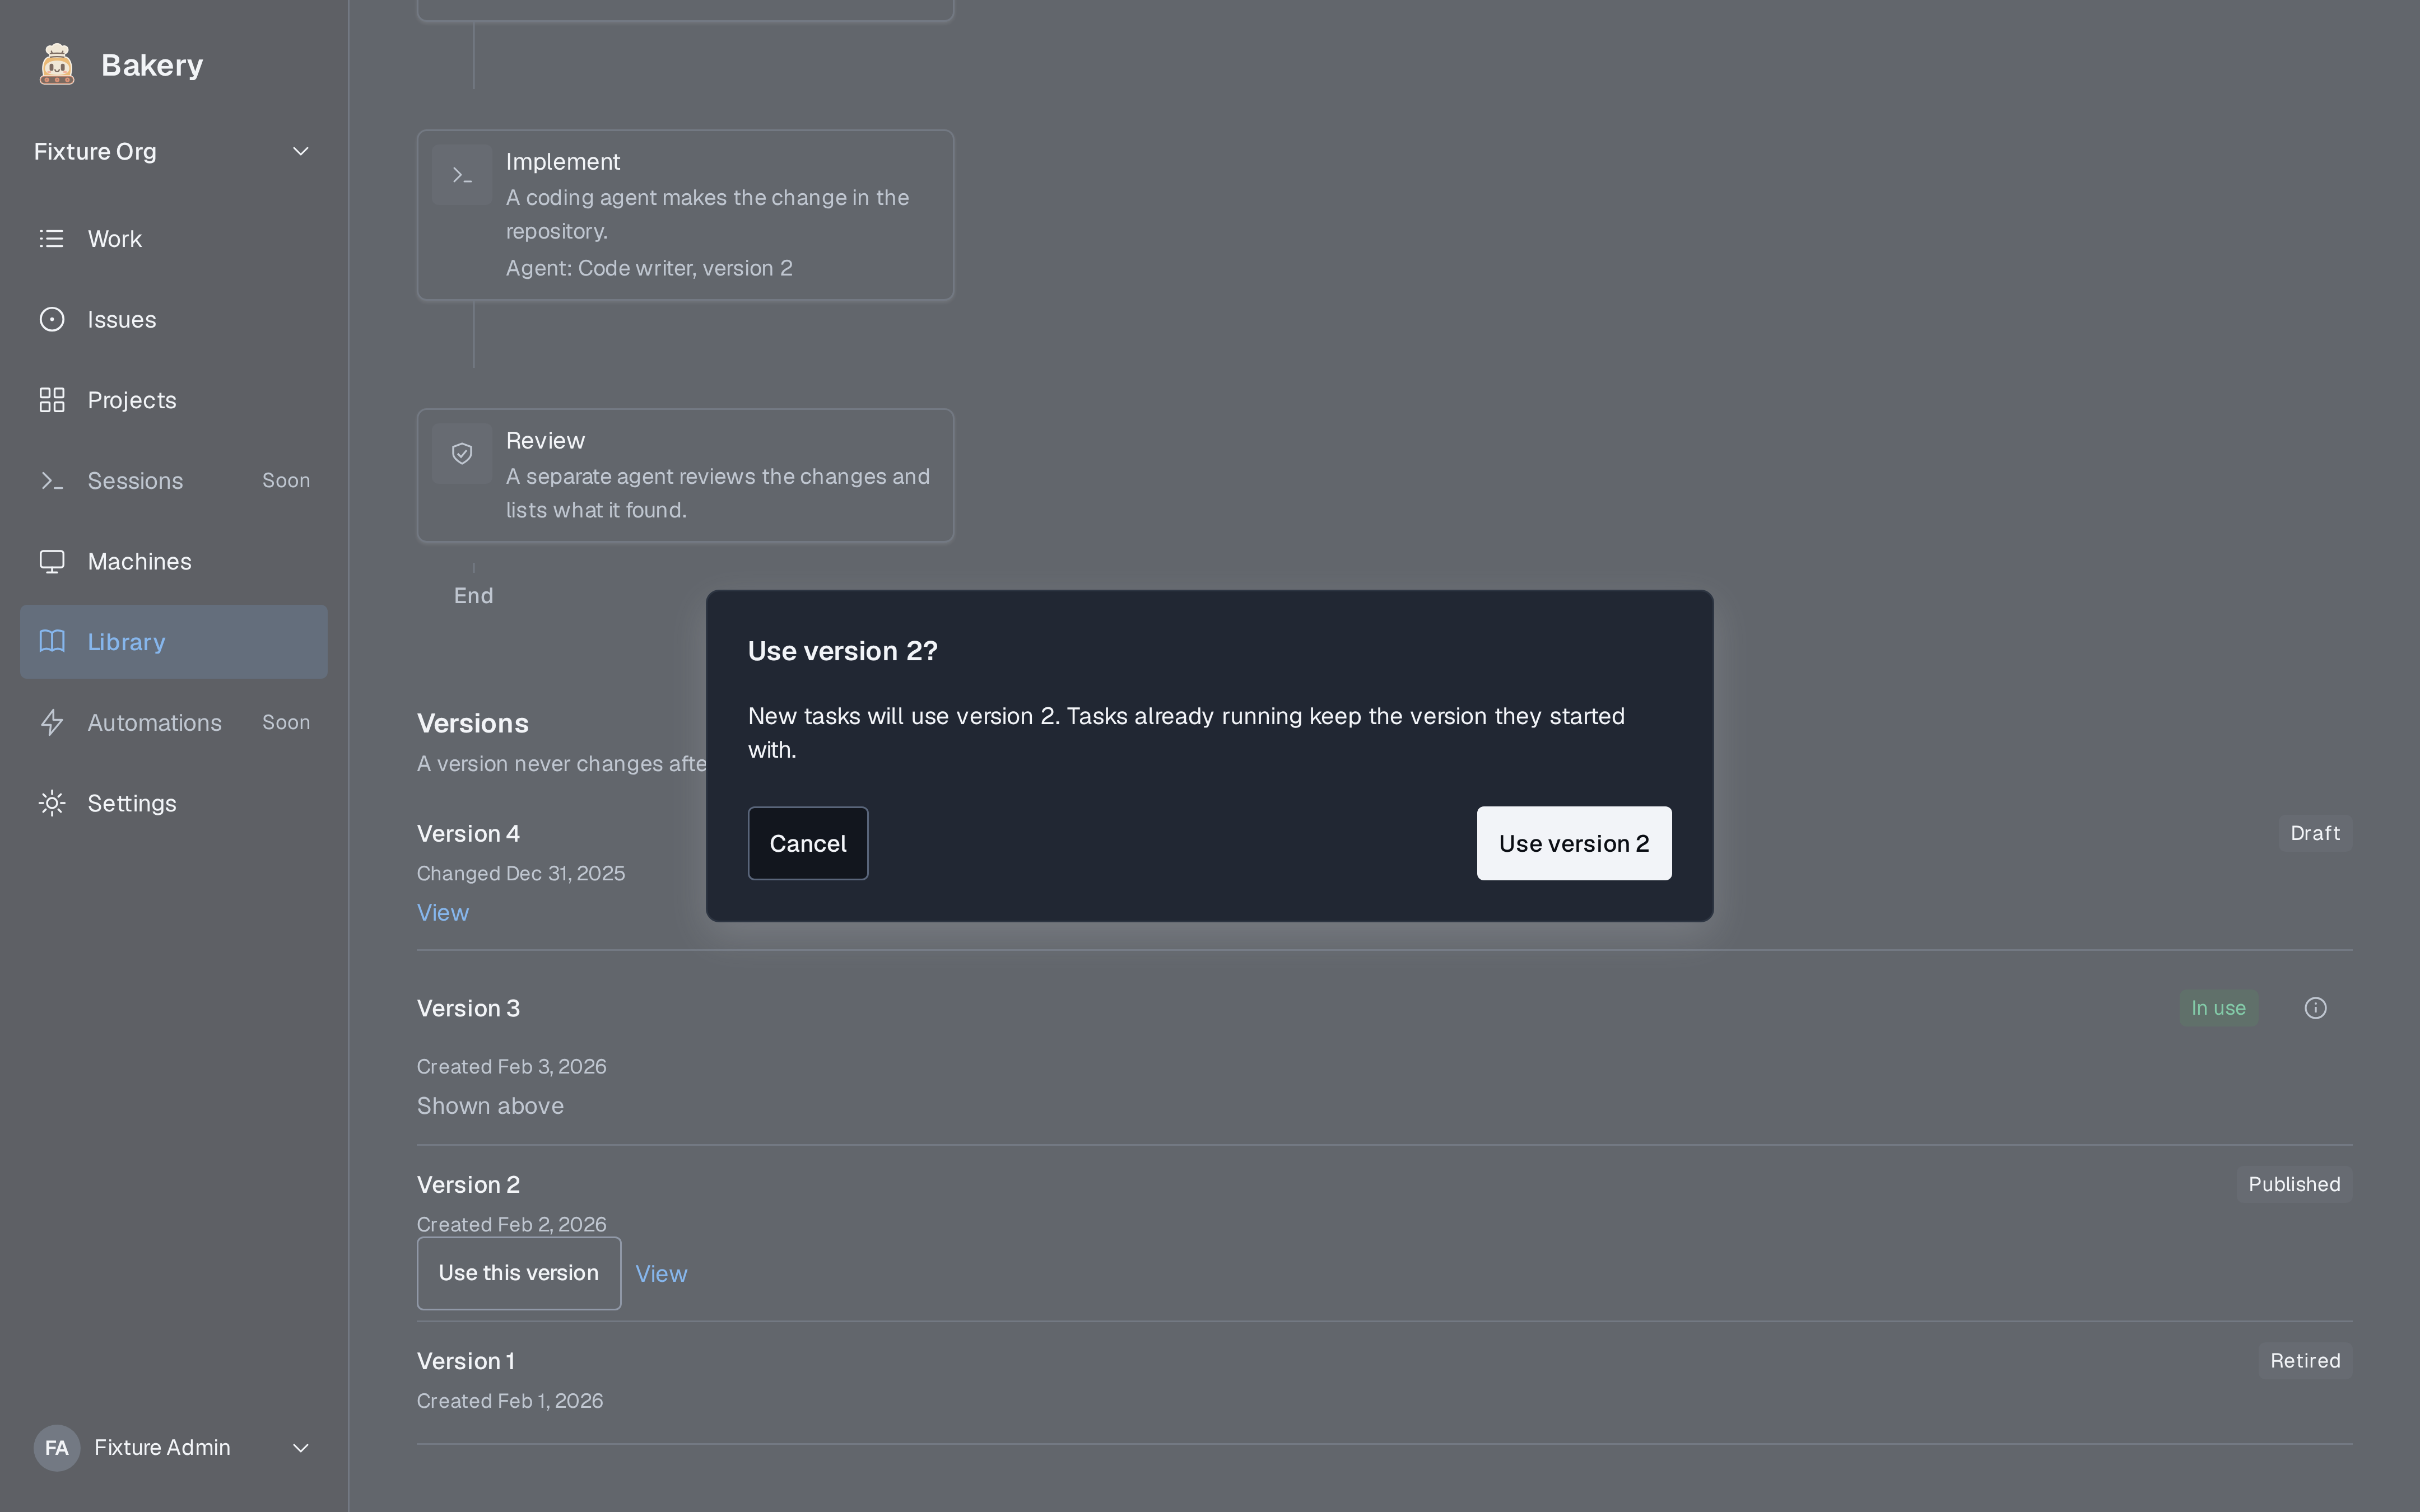 Bakery
Fixture Org
Work
Issues
Projects
Sessions Soon
Machines
Library
Automations Soon
Settings
FA Fixture Admin
Implement
A coding agent makes the change in the
repository.
Agent: Code writer, version 2
Review
A separate agent reviews the changes and
lists what it found.
End
Versions
A version never changes afte
Version 4 Draft
Changed Dec 31, 2025
View
Version 3 In use
Created Feb 3, 2026
Shown above
Version 2 Published
Created Feb 2, 2026
Use this version View
Version 1 Retired
Created Feb 1, 2026
Use version 2?
New tasks will use version 2. Tasks already running keep the version they started
with.
Cancel Use version 2